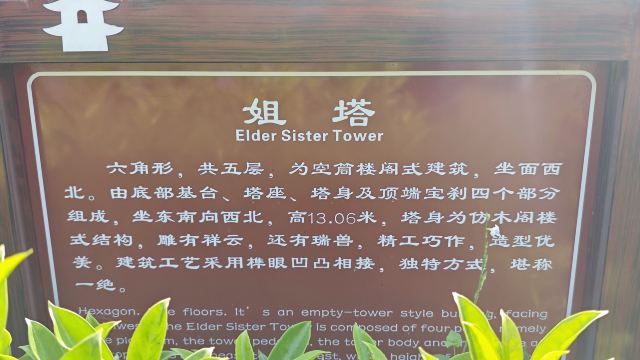 姐塔
Elder Sister Tower
六角形，共五层，为空筒楼阁式建筑，坐面西
北。由底部基台、塔座、塔身及顶端宝刹四个部分
组成，坐东南向西北，高13.06米，塔身为仿木阁楼
式结构，雕有祥云，还有瑞兽，精工巧作，造型优
美。建筑工艺采用榫眼凹凸相接，独特方式，堪称
一绝。
Hexagon. floors. It's an empty-tower style facing
Elder Sister Tower is composed of four namely
the tower the tower body and